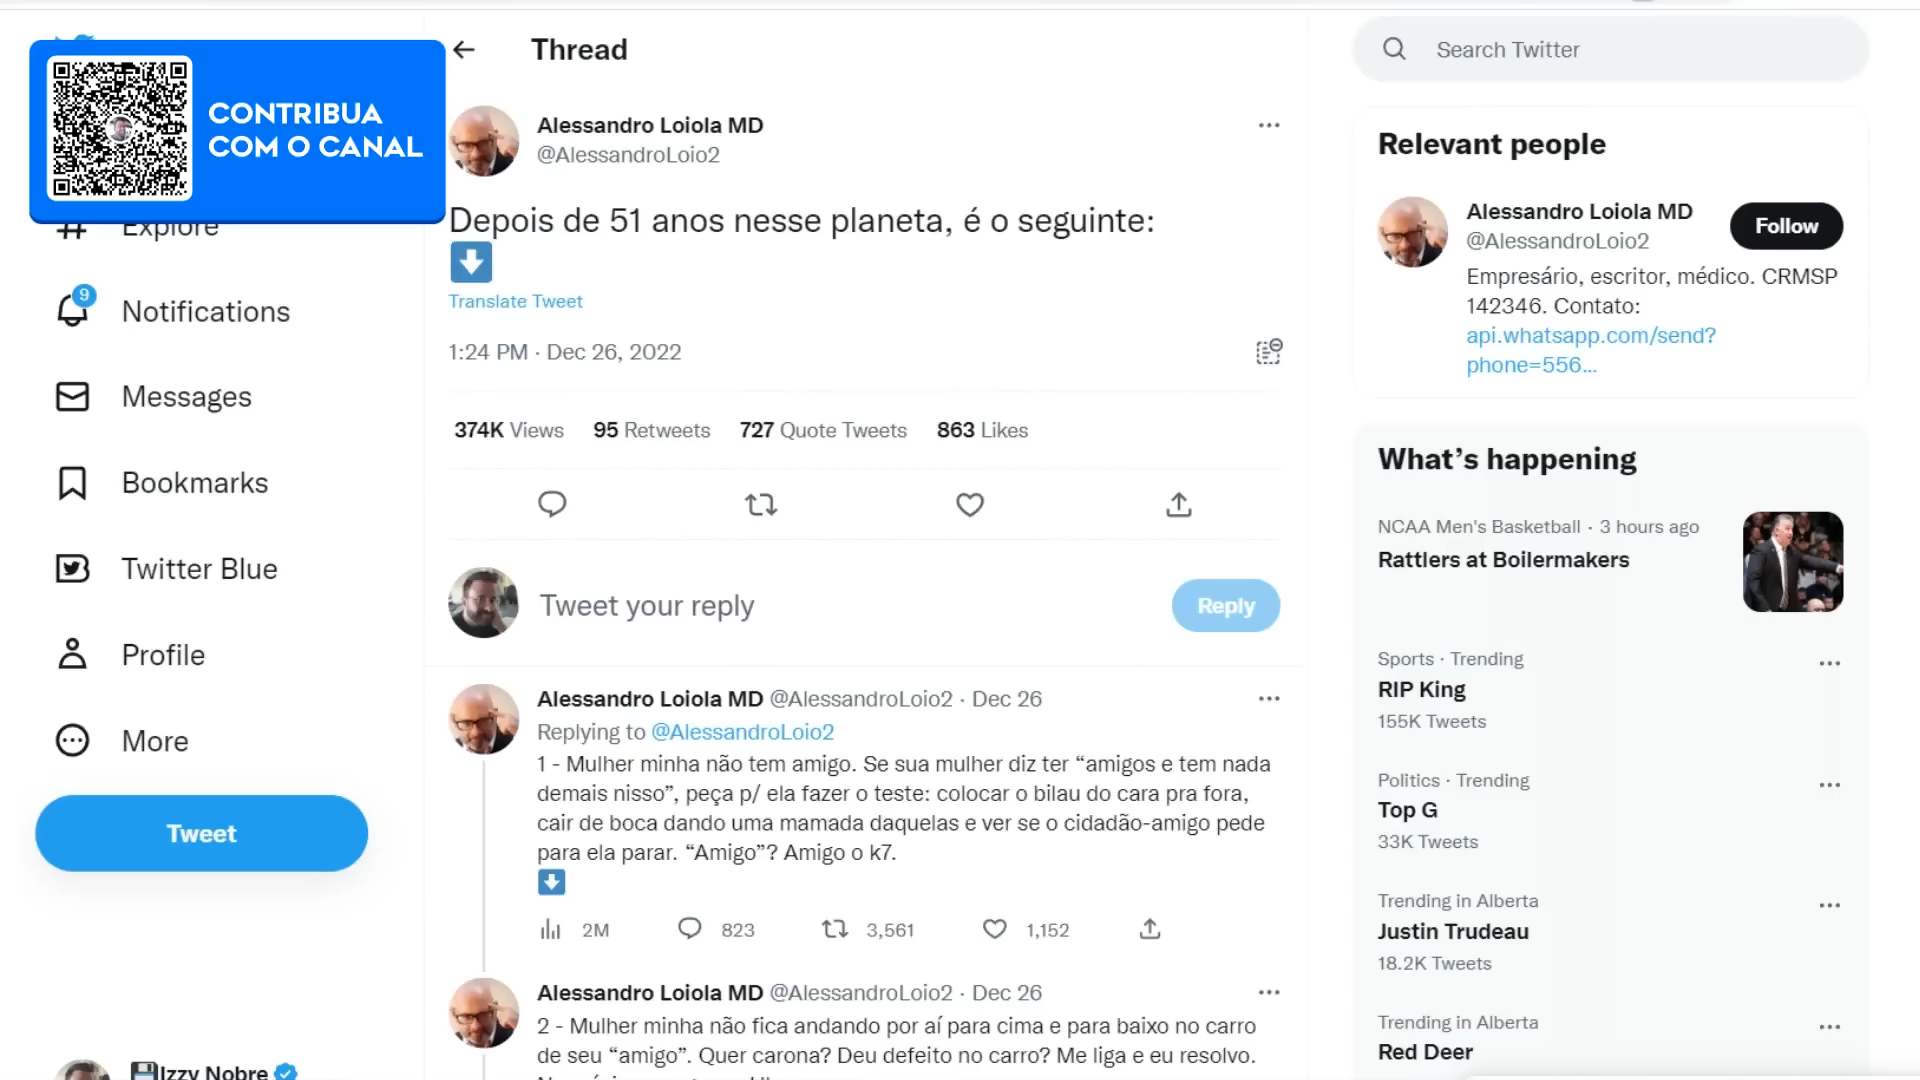 CONTRIBUA
COM O CANAL
Explore
Notifications
9
Messages
Bookmarks
Twitter Blue
Profile
More
Tweet
Izzy Nobre
Thread
Alessandro Loiola MD
@AlessandroLoio2
Depois de 51 anos nesse planeta, é o seguinte:
Translate Tweet
1:24 PM · Dec 26, 2022
374K Views 95 Retweets 727 Quote Tweets 863 Likes
Tweet your reply
Reply
Alessandro Loiola MD @AlessandroLoio2 · Dec 26
Replying to @AlessandroLoio2
1 - Mulher minha não tem amigo. Se sua mulher diz ter “amigos e tem nada
demais nisso”, peça p/ ela fazer o teste: colocar o bilau do cara pra fora,
cair de boca dando uma mamada daquelas e ver se o cidadão-amigo pede
para ela parar. “Amigo”? Amigo o k7.
2M 823 3,561 1,152
Alessandro Loiola MD @AlessandroLoio2 · Dec 26
2 - Mulher minha não fica andando por aí para cima e para baixo no carro
de seu “amigo”. Quer carona? Deu defeito no carro? Me liga e eu resolvo.
Search Twitter
Relevant people
Alessandro Loiola MD
@AlessandroLoio2
Follow
Empresário, escritor, médico. CRMSP
142346. Contato:
api.whatsapp.com/send?
phone=556...
What’s happening
NCAA Men's Basketball · 3 hours ago
Rattlers at Boilermakers
Sports · Trending
RIP King
155K Tweets
Politics · Trending
Top G
33K Tweets
Trending in Alberta
Justin Trudeau
18.2K Tweets
Trending in Alberta
Red Deer